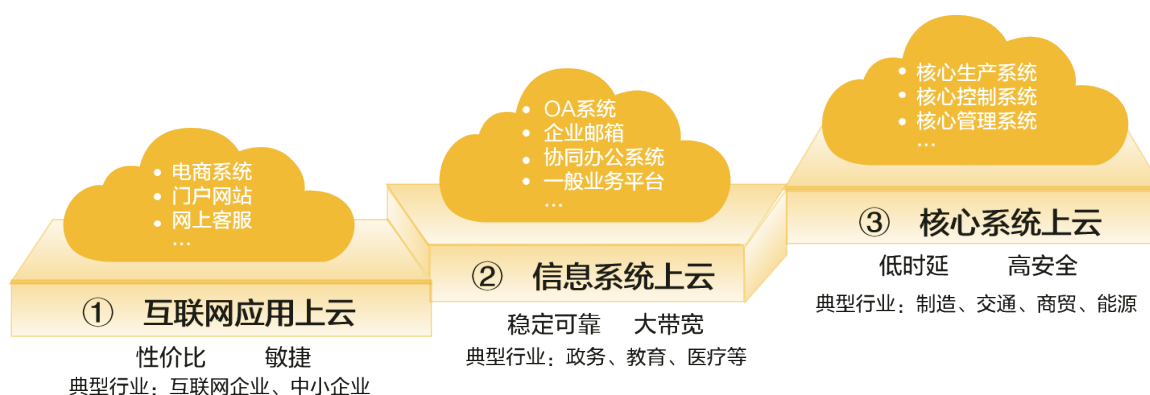 • 电商系统
• 门户网站
• 网上客服
...
① 互联网应用上云
性价比 敏捷
典型行业：互联网企业、中小企业
• OA系统
• 企业邮箱
• 协同办公系统
• 一般业务平台
...
② 信息系统上云
稳定可靠 大带宽
典型行业：政务、教育、医疗等
• 核心生产系统
• 核心控制系统
• 核心管理系统
...
③ 核心系统上云
低时延 高安全
典型行业：制造、交通、商贸、能源